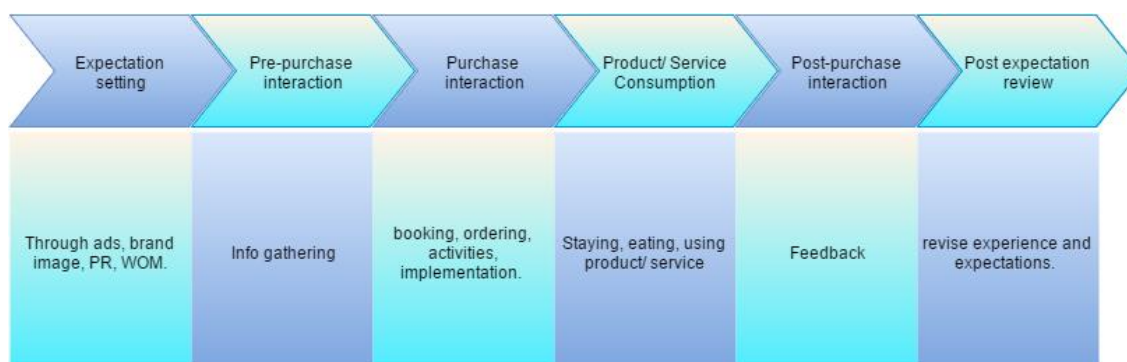 Expectation
setting
Pre-purchase
interaction
Purchase
interaction
Product/ Service
Consumption
Post-purchase
interaction
Post expectation
review
Through ads, brand
image, PR, WOM.
Info gathering
booking, ordering,
activities,
implementation.
Staying, eating, using
product/ service
Feedback
revise experience and
expectations.